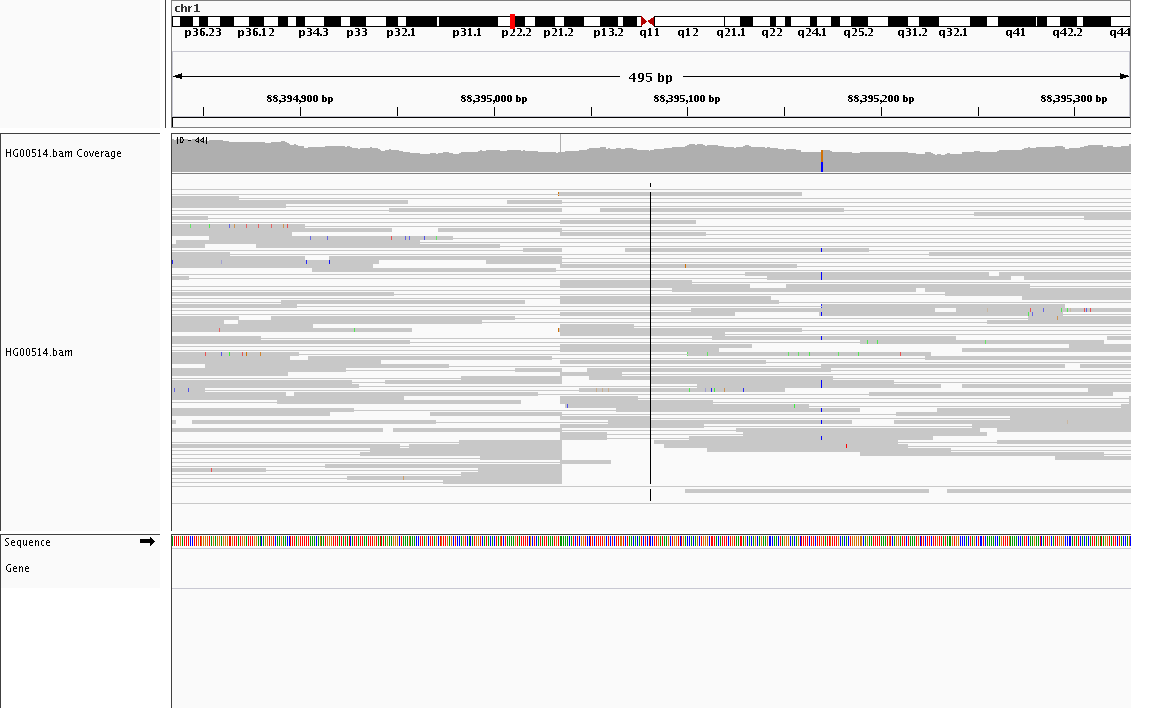 chr1
p36.23 p36.12 p34.3 p33 p32.1 p31.1 p22.2 p21.2 p13.2 q11 q12 q21.1 q22 q24.1 q25.2 q31.2 q32.1 q41 q42.2 q44
495 bp
88,394,900 bp 88,395,000 bp 88,395,100 bp 88,395,200 bp 88,395,300 bp
[0 - 44]
HG00514.bam Coverage
HG00514.bam
Sequence
Gene